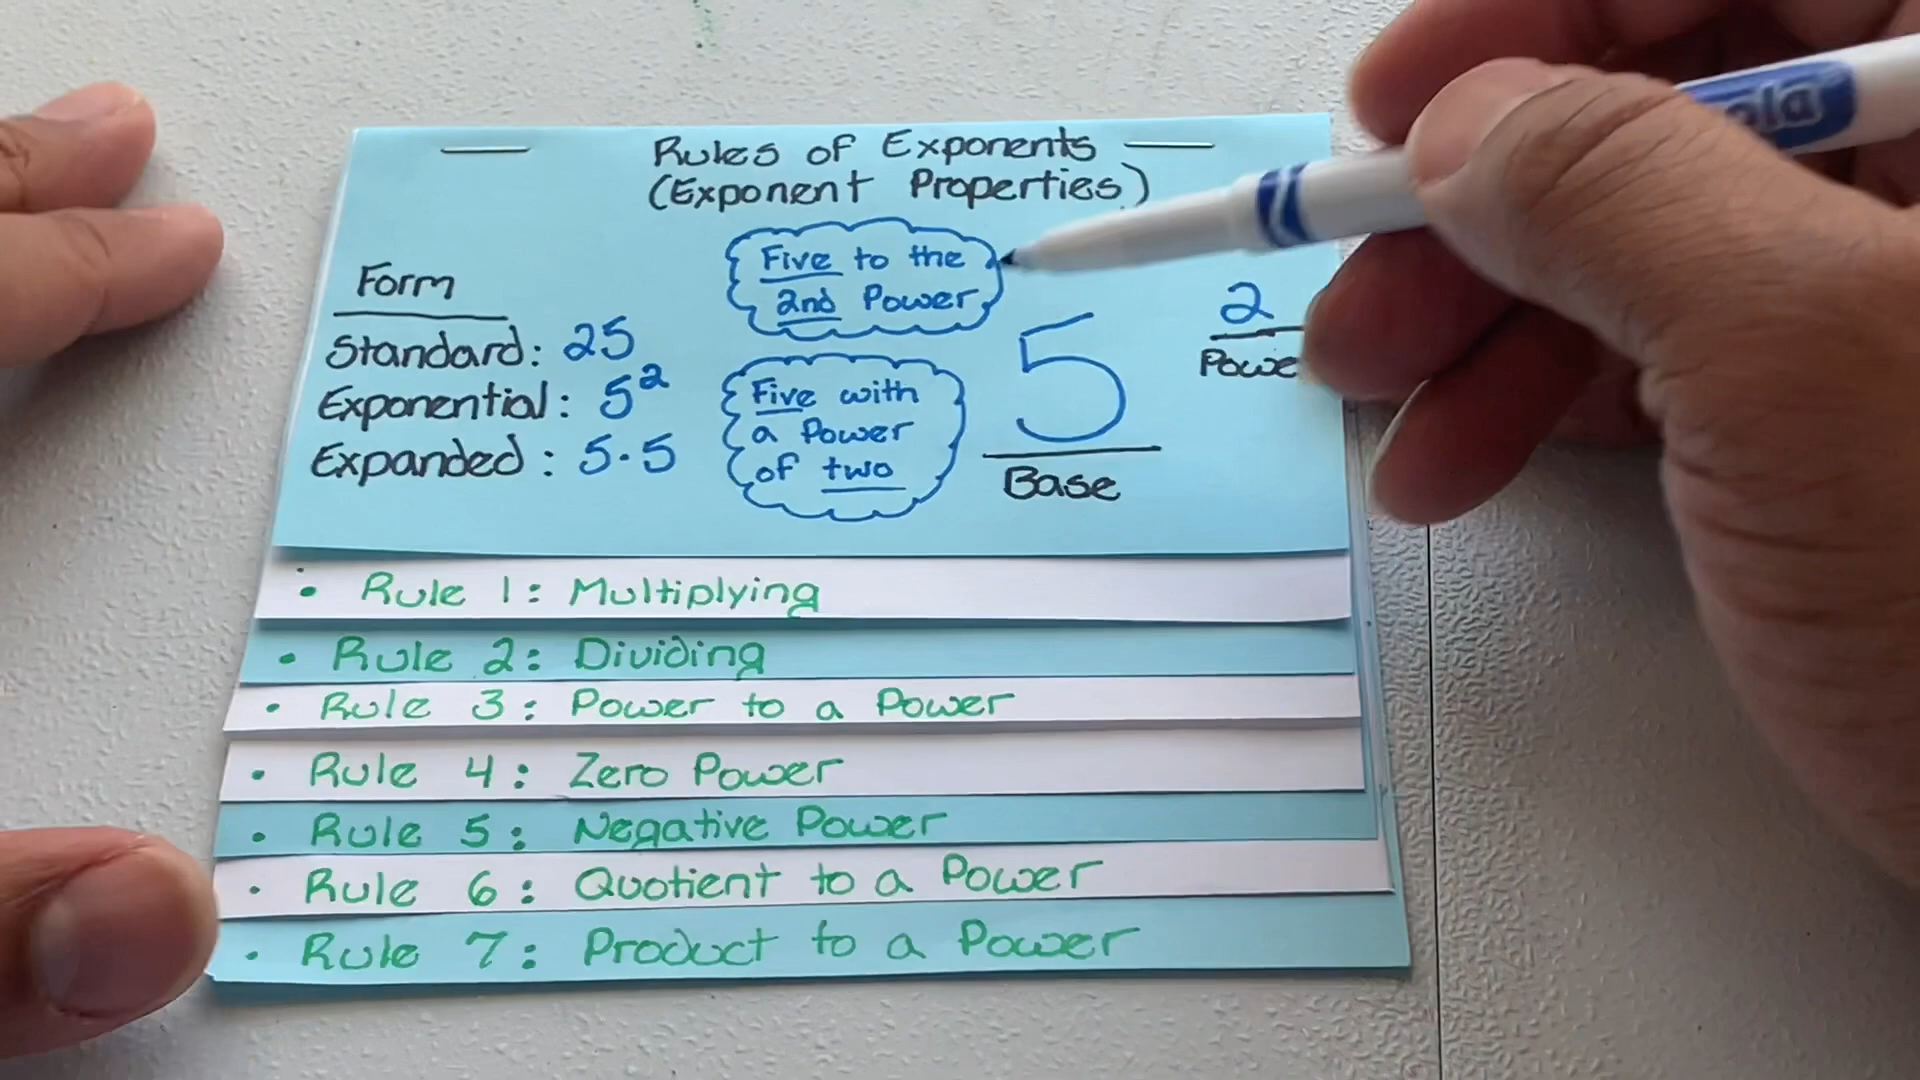 Rules of Exponents
(Exponent Properties)
Form
Standard: 25
Exponential: 5²
Expanded: 5·5
Five to the
2nd Power
Five with
a Power
of two
5
Base
2
• Rule 1: Multiplying
• Rule 2: Dividing
• Rule 3: Power to a Power
• Rule 4: Zero Power
• Rule 5: Negative Power
• Rule 6: Quotient to a Power
• Rule 7: Product to a Power